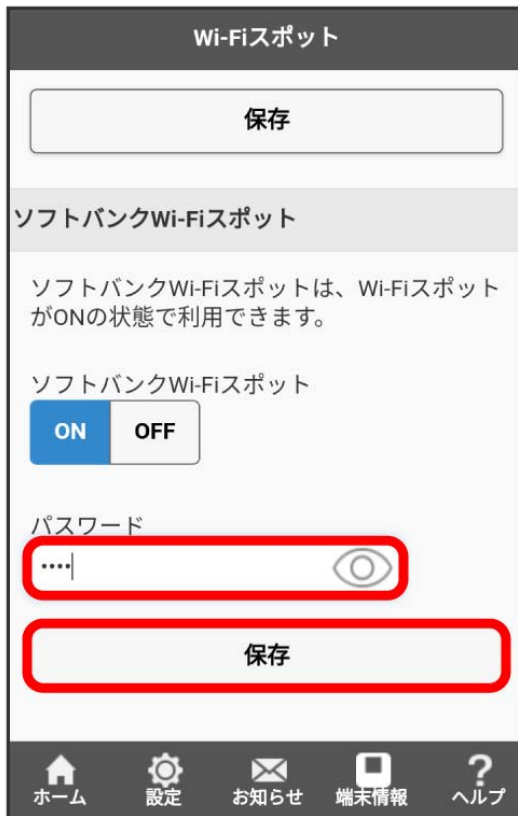 Wi-Fiスポット
保存
ソフトバンクWi-Fiスポット
ソフトバンクWi-Fiスポットは、Wi-Fiスポット
がONの状態で利用できます。
ソフトバンクWi-Fiスポット
ON OFF
パスワード
••••
保存
ホーム 設定 お知らせ 端末情報 ヘルプ